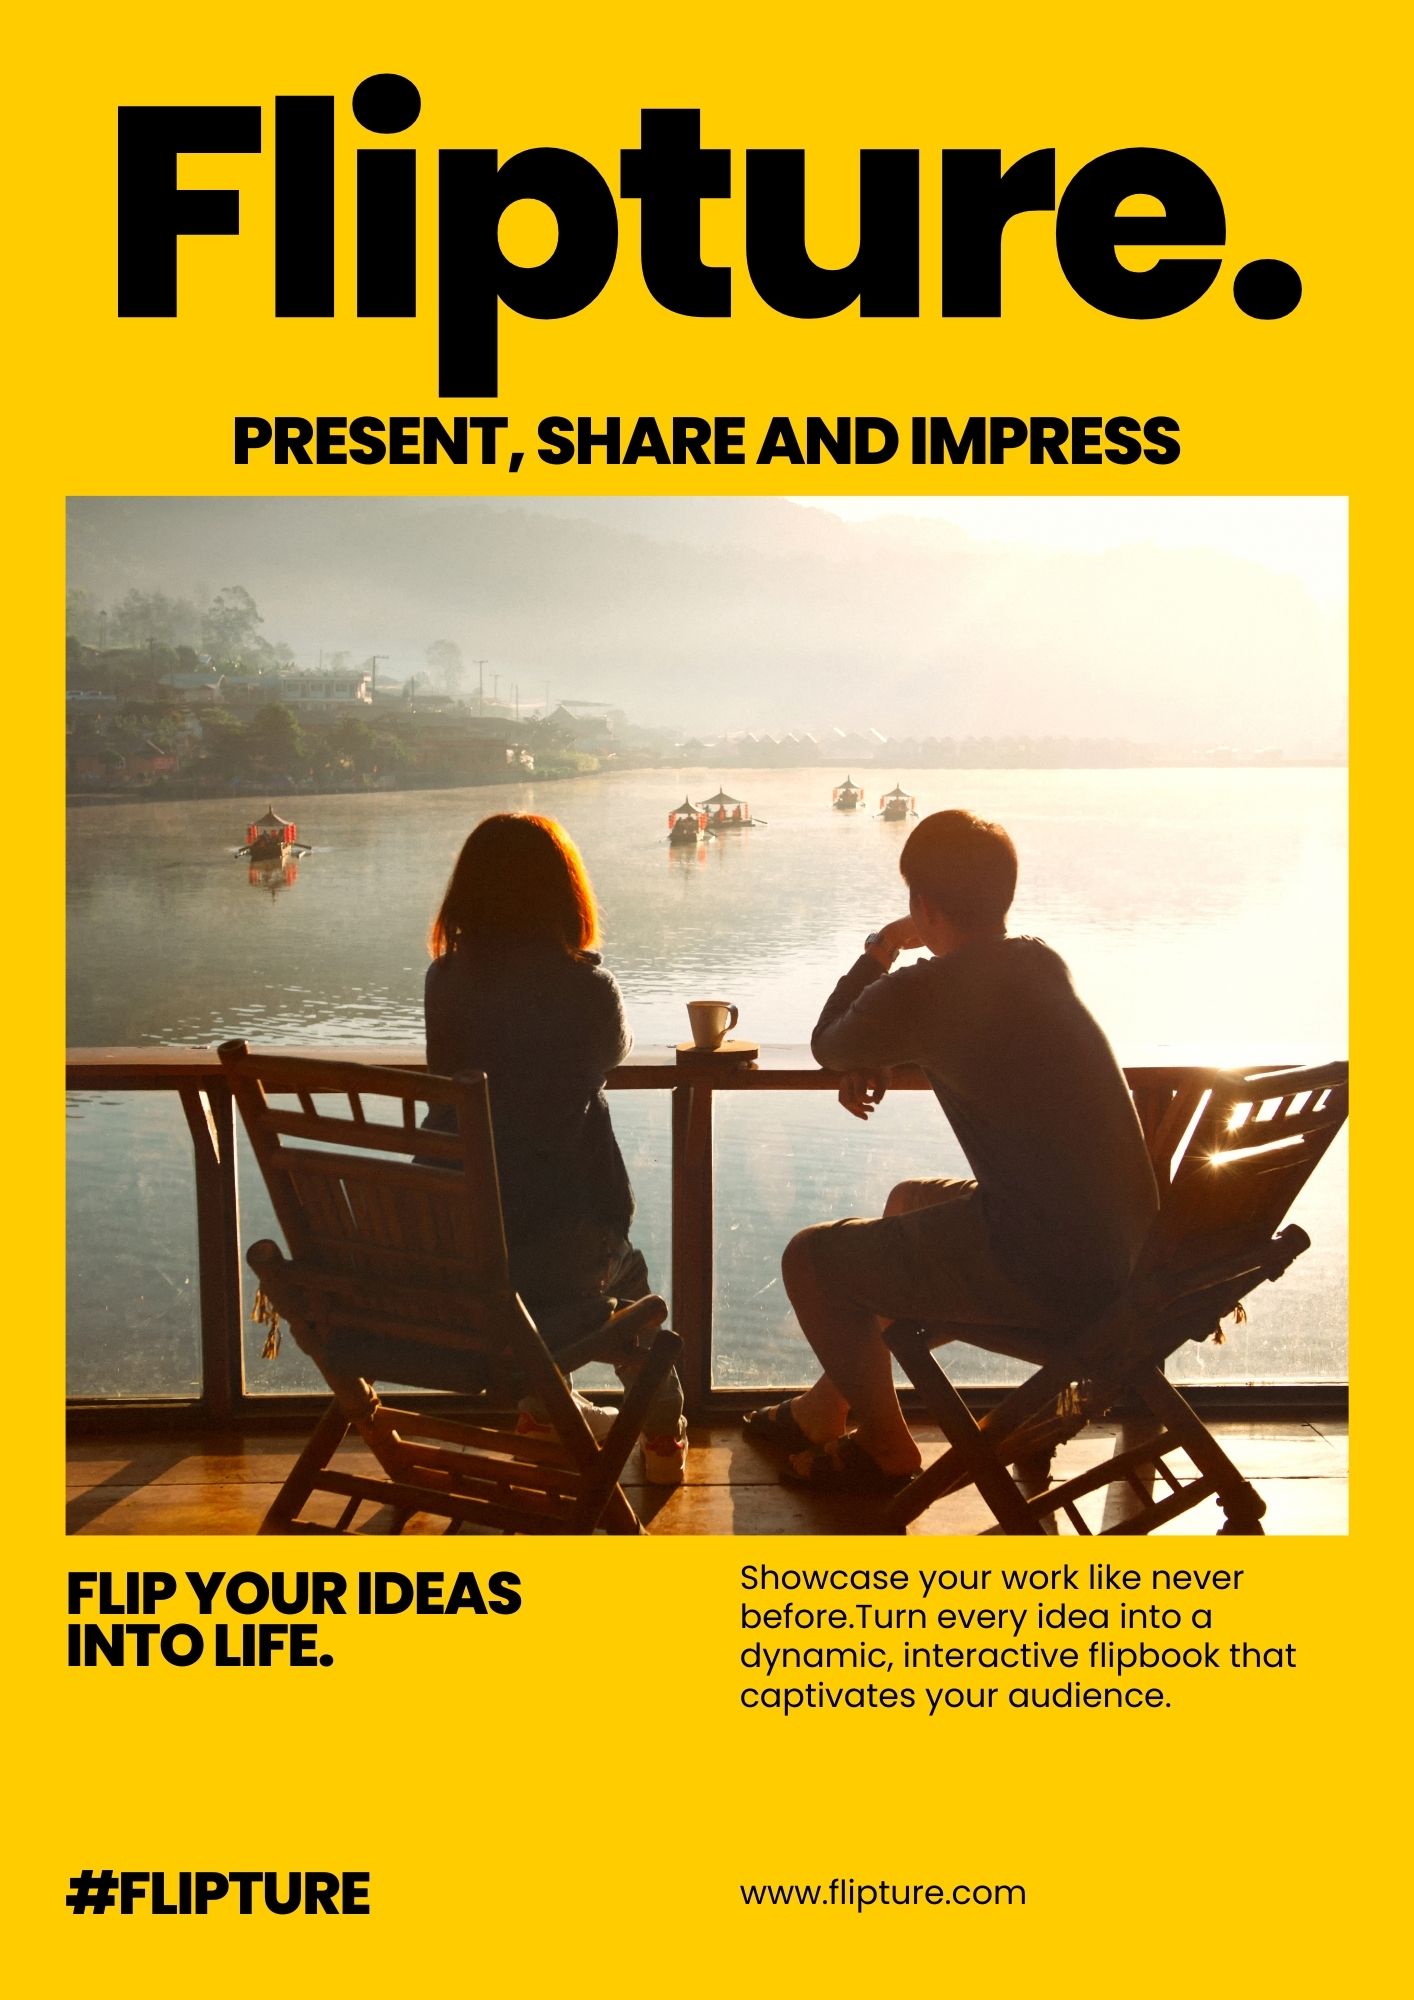 Flipture.
PRESENT, SHARE AND IMPRESS
FLIP YOUR IDEAS
INTO LIFE.
Showcase your work like never
before.Turn every idea into a
dynamic, interactive flipbook that
captivates your audience.
#FLIPTURE
www.flipture.com